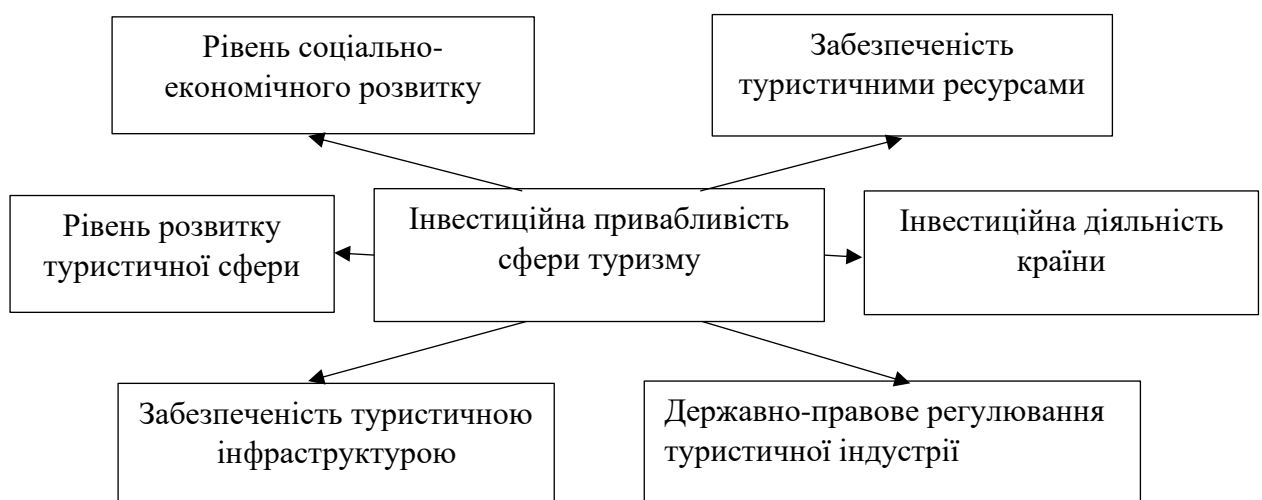 Рівень соціально-
економічного розвитку
Забезпеченість
туристичними ресурсами
Рівень розвитку
туристичної сфери
Інвестиційна привабливість
сфери туризму
Інвестиційна діяльність
країни
Забезпеченість туристичною
інфраструктурою
Державно-правове регулювання
туристичної індустрії